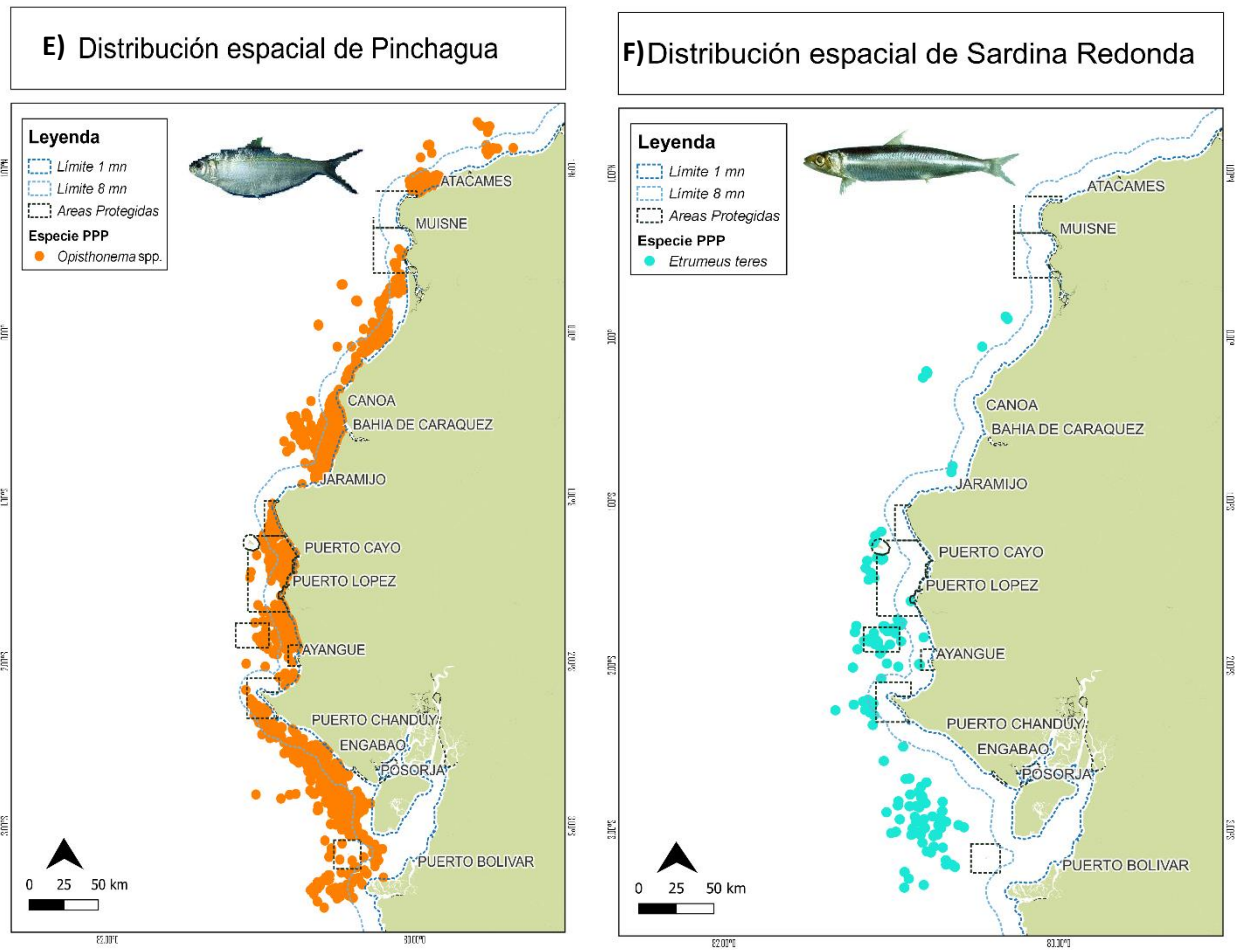 E) Distribución espacial de Pinchagua
Leyenda
Límite 1 mn
Límite 8 mn
Areas Protegidas
Especie PPP
Opisthonema spp.
ATACAMES
MUISNE
CANOA
BAHIA DE CARAQUEZ
JARAMIJO
PUERTO CAYO
PUERTO LOPEZ
AYANGUE
PUERTO CHANDUY
ENGABAO
POSORJA
PUERTO BOLIVAR
0 25 50 km
F) Distribución espacial de Sardina Redonda
Leyenda
Límite 1 mn
Límite 8 mn
Areas Protegidas
Especie PPP
Etrumeus teres
ATACAMES
MUISNE
CANOA
BAHIA DE CARAQUEZ
JARAMIJO
PUERTO CAYO
PUERTO LOPEZ
AYANGUE
PUERTO CHANDUY
ENGABAO
POSORJA
PUERTO BOLIVAR
0 25 50 km